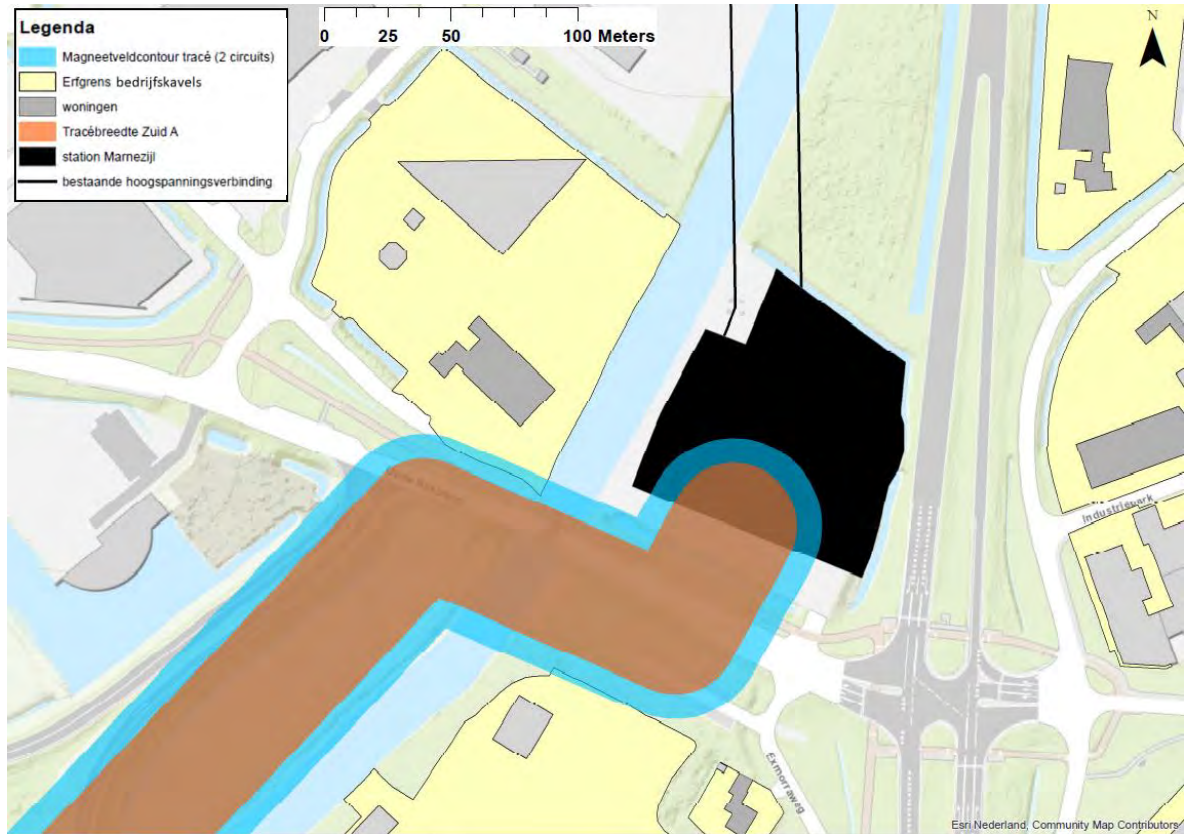 Legenda
Magneetveldcontour tracé (2 circuits)
Erfgrens bedrijfskavels
woningen
Tracébreedte Zuid A
station Marnezijl
bestaande hoogspanningsverbinding
0 25 50 100 Meters
N
Industriepark
Exmorraweg
Esri Nederland, Community Map Contributors